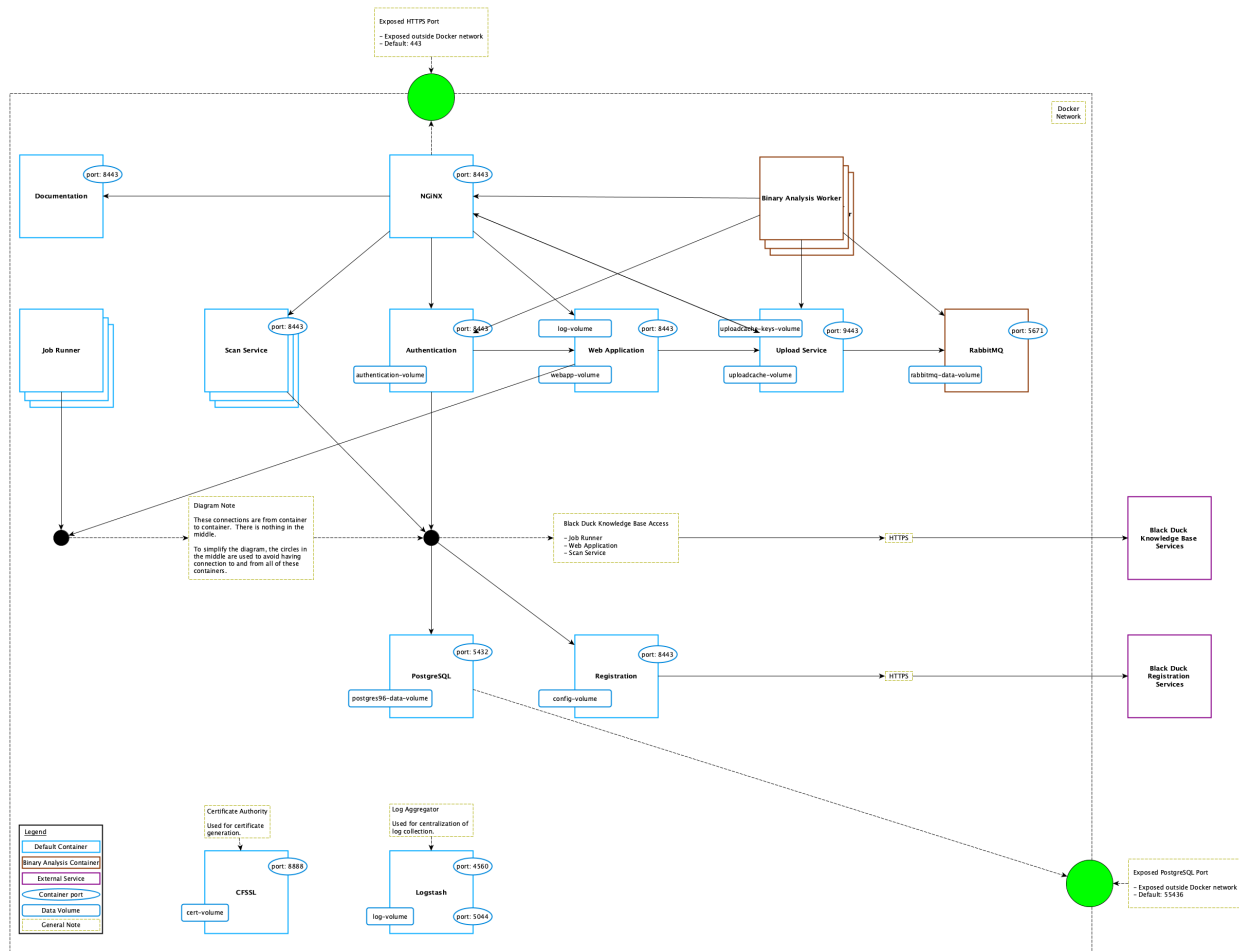 Exposed HTTPS Port
- Exposed outside Docker network
- Default: 443
Docker
Network
port: 8443
Documentation
port: 8443
NGiNX
Binary Analysis Worker
Job Runner
port: 8443
Scan Service
port: 8443
Authentication
authentication-volume
log-volume
port: 8443
Web Application
webapp-volume
uploadcache-keys-volume
port: 9443
Upload Service
uploadcache-volume
port: 5671
RabbitMQ
rabbitmq-data-volume
Diagram Note
These connections are from container
to container. There is nothing in the
middle.
To simplify the diagram, the circles in
the middle are used to avoid having
connection to and from all of these
containers.
Black Duck Knowledge Base Access
- Job Runner
- Web Application
- Scan Service
HTTPS
Black Duck
Knowledge Base
Services
port: 5432
PostgreSQL
postgres96-data-volume
port: 8443
Registration
config-volume
HTTPS
Black Duck
Registration
Services
Certificate Authority
Used for certificate
generation.
port: 8888
CFSSL
cert-volume
Log Aggregator
Used for centralization of
log collection.
port: 4560
Logstash
log-volume
port: 5044
Exposed PostgreSQL Port
- Exposed outside Docker network
- Default: 55436
Legend
Default Container
Binary Analysis Container
External Service
Container port
Data Volume
General Note